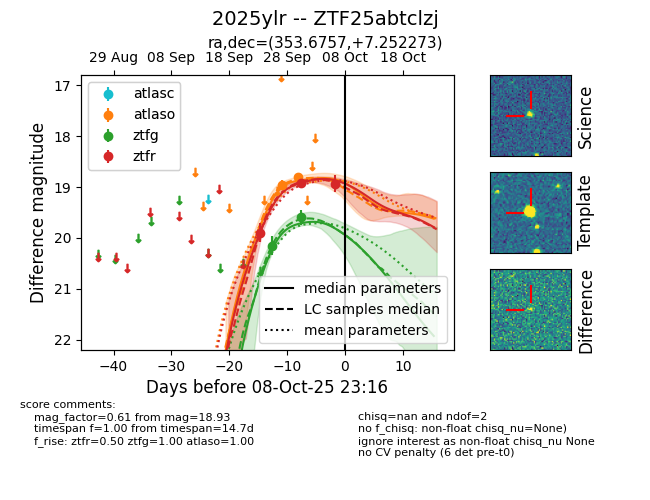 2025ylr -- ZTF25abtclzj
ra,dec=(353.6757,+7.252273)
29 Aug 08 Sep 18 Sep 28 Sep 08 Oct 18 Oct
17
18
19
20
21
22
Difference magnitude
atlasc
atlaso
ztfg
ztfr
median parameters
LC samples median
mean parameters
−40 −30 −20 −10 0 10
Days before 08-Oct-25 23:16
Science
Template
Difference
score comments:
mag_factor=0.61 from mag=18.93
timespan f=1.00 from timespan=14.7d
f_rise: ztfr=0.50 ztfg=1.00 atlaso=1.00
chisq=nan and ndof=2
no f_chisq: non-float chisq_nu=None)
ignore interest as non-float chisq_nu None
no CV penalty (6 det pre-t0)